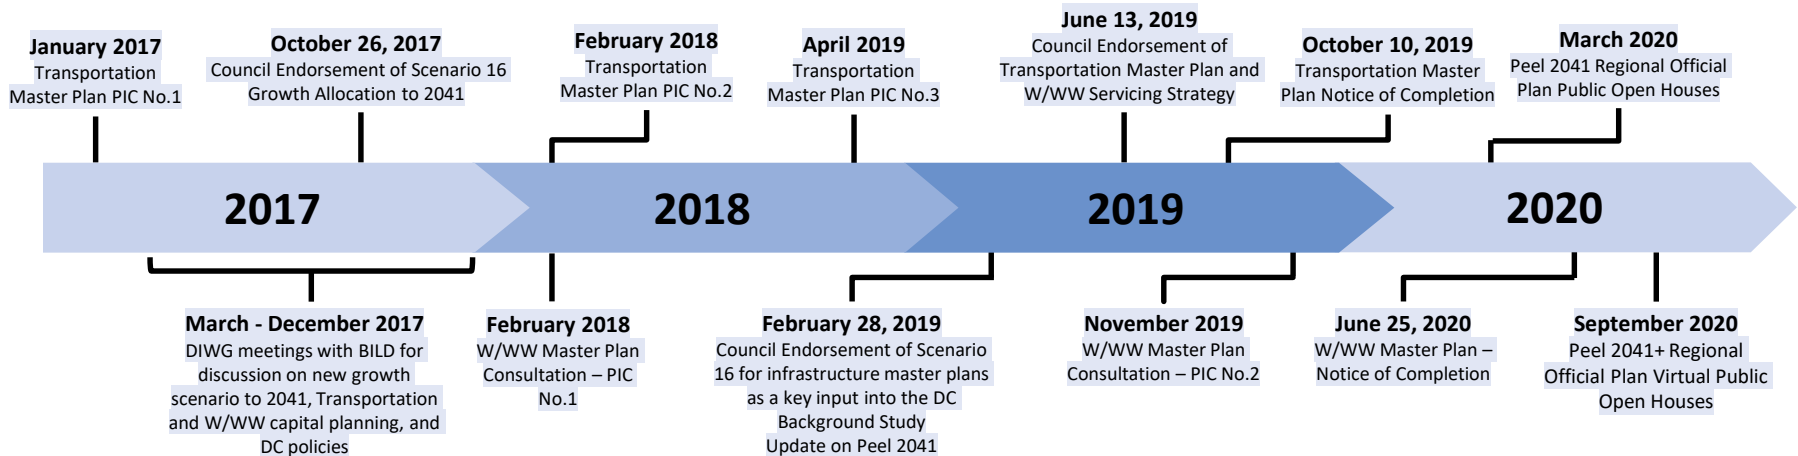 January 2017
Transportation
Master Plan PIC No.1
October 26, 2017
Council Endorsement of Scenario 16
Growth Allocation to 2041
February 2018
Transportation
Master Plan PIC No.2
April 2019
Transportation
Master Plan PIC No.3
June 13, 2019
Council Endorsement of
Transportation Master Plan and
W/WW Servicing Strategy
October 10, 2019
Transportation Master
Plan Notice of Completion
March 2020
Peel 2041 Regional Official
Plan Public Open Houses
2017
2018
2019
2020
March - December 2017
DIWG meetings with BILD for
discussion on new growth
scenario to 2041, Transportation
and W/WW capital planning, and
DC policies
February 2018
W/WW Master Plan
Consultation – PIC
No.1
February 28, 2019
Council Endorsement of Scenario
16 for infrastructure master plans
as a key input into the DC
Background Study
Update on Peel 2041
November 2019
W/WW Master Plan
Consultation – PIC No.2
June 25, 2020
W/WW Master Plan –
Notice of Completion
September 2020
Peel 2041+ Regional
Official Plan Virtual Public
Open Houses